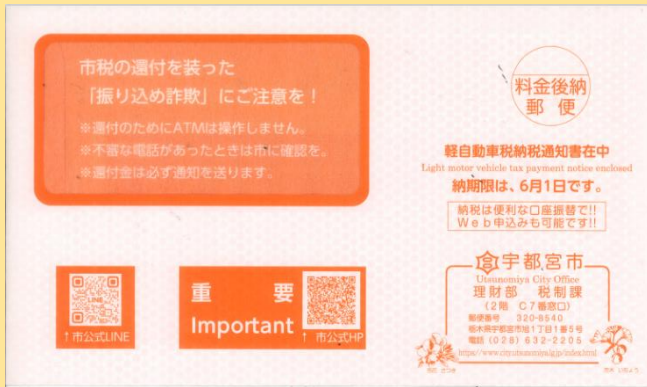 市税の還付を装った
「振り込め詐欺」にご注意を！
※還付のためにATMは操作しません。
※不審な電話があったときは市に確認を。
※還付金は必ず通知を送ります。
料金後納
郵便
軽自動車税納税通知書在中
Light motor vehicle tax payment notice enclosed
納期限は、6月1日です。
納税は便利な口座振替で!!
Web申込みも可能です!!
LINE
↑市公式LINE
重要
Important
↑市公式HP
宇都宮市
Utsunomiya City Office
理財部 税制課
(2階 C7番窓口)
郵便番号 320-8540
栃木県宇都宮市旭1丁目1番5号
電話 (028) 632-2205
市の木 いちょう